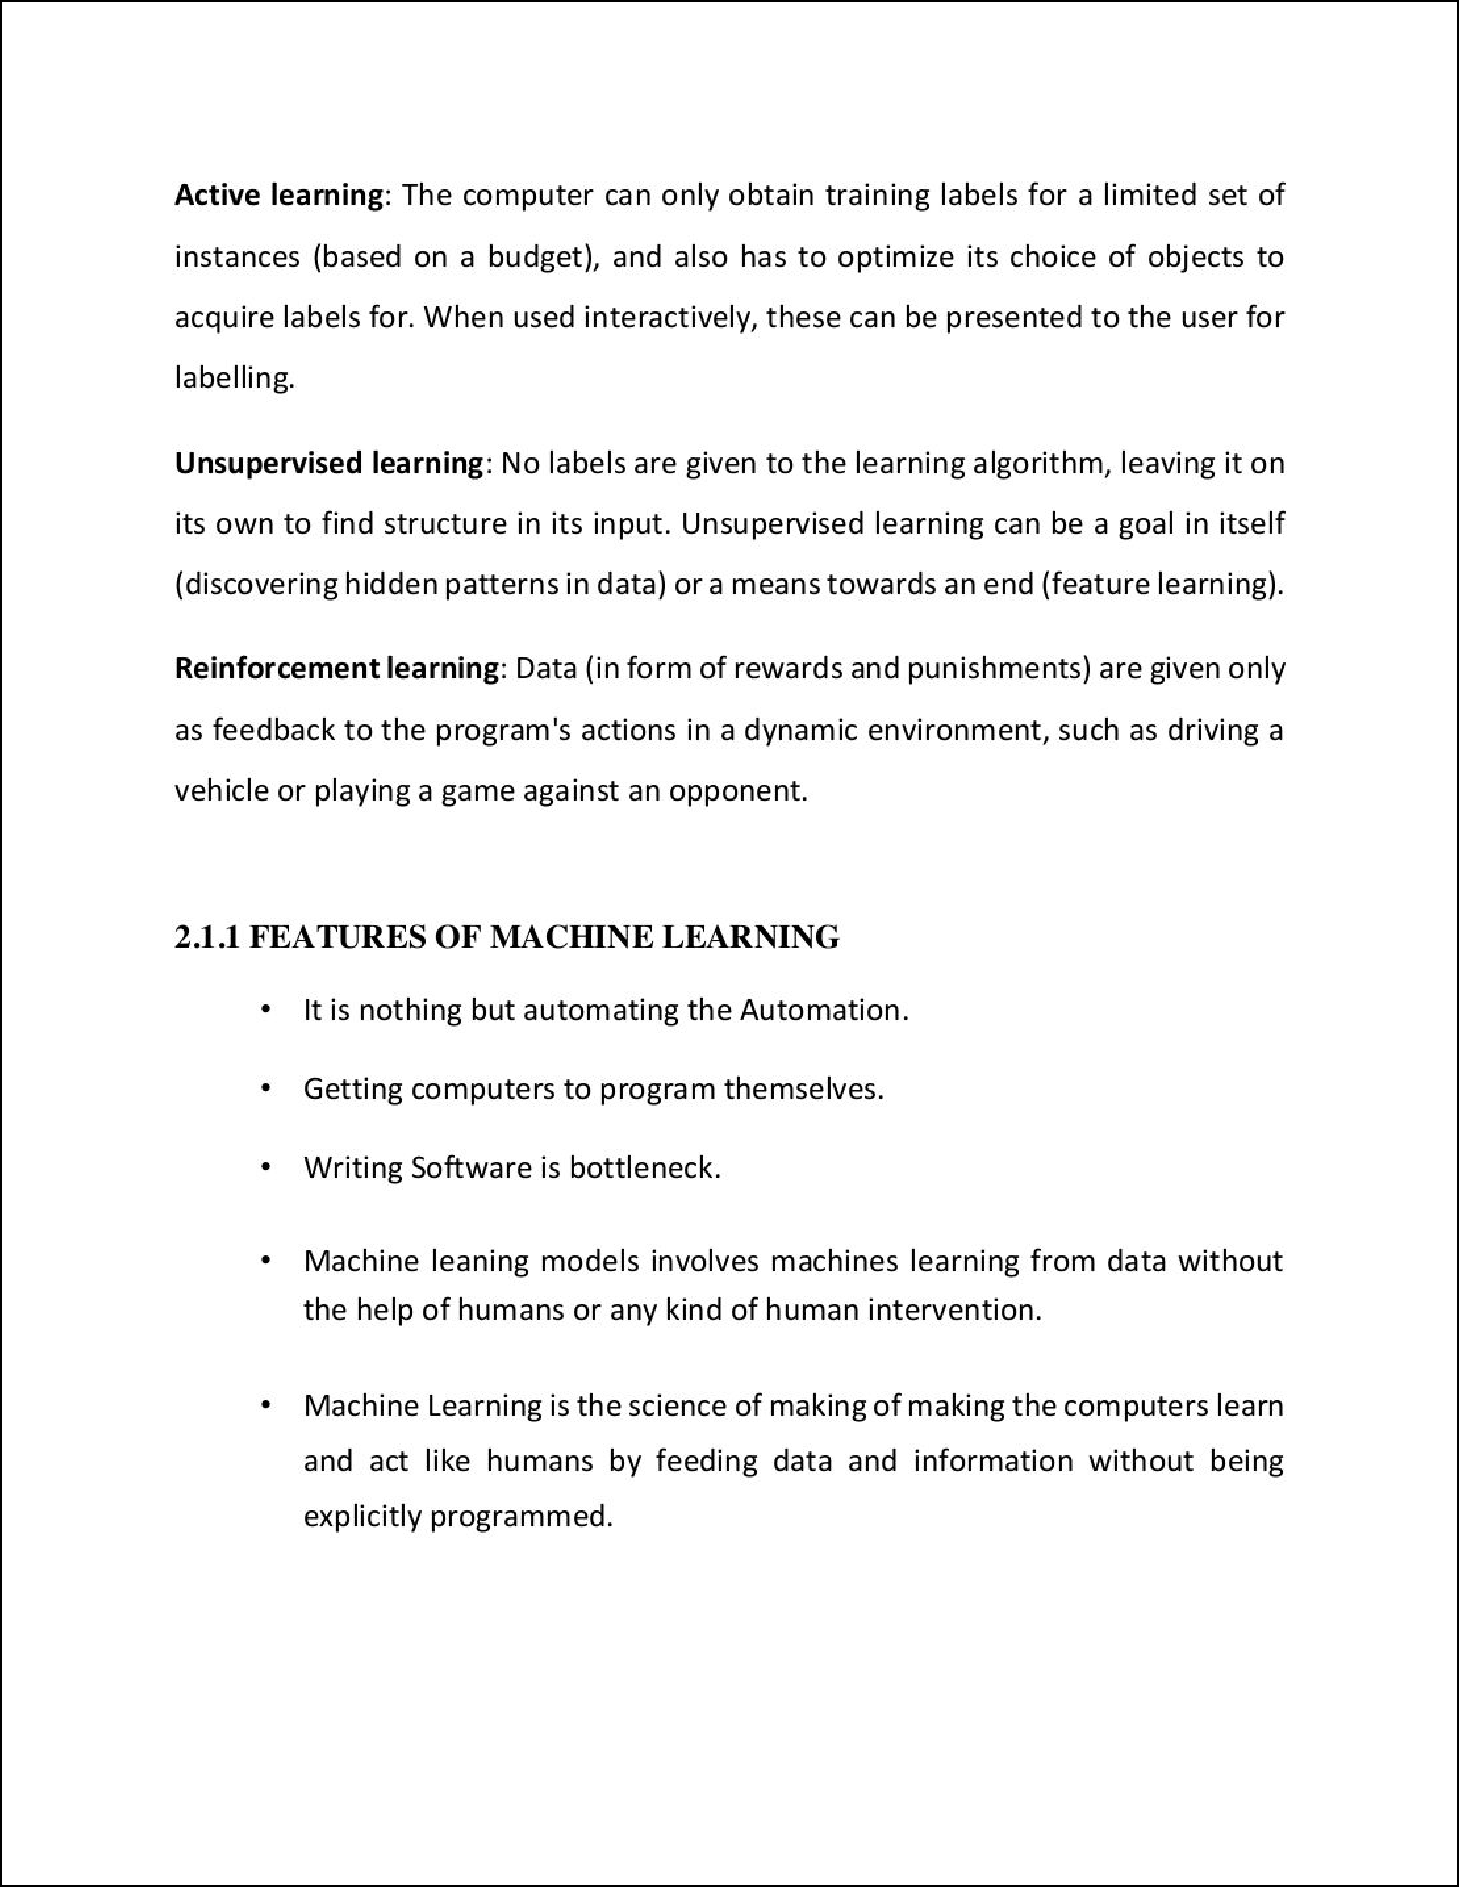 Active learning: The computer can only obtain training labels for a limited set of
instances (based on a budget), and also has to optimize its choice of objects to
acquire labels for. When used interactively, these can be presented to the user for
labelling.
Unsupervised learning: No labels are given to the learning algorithm, leaving it on
its own to find structure in its input. Unsupervised learning can be a goal in itself
(discovering hidden patterns in data) or a means towards an end (feature learning).
Reinforcement learning: Data (in form of rewards and punishments) are given only
as feedback to the program's actions in a dynamic environment, such as driving a
vehicle or playing a game against an opponent.
2.1.1 FEATURES OF MACHINE LEARNING
• It is nothing but automating the Automation.
• Getting computers to program themselves.
• Writing Software is bottleneck.
• Machine leaning models involves machines learning from data without
the help of humans or any kind of human intervention.
• Machine Learning is the science of making of making the computers learn
and act like humans by feeding data and information without being
explicitly programmed.